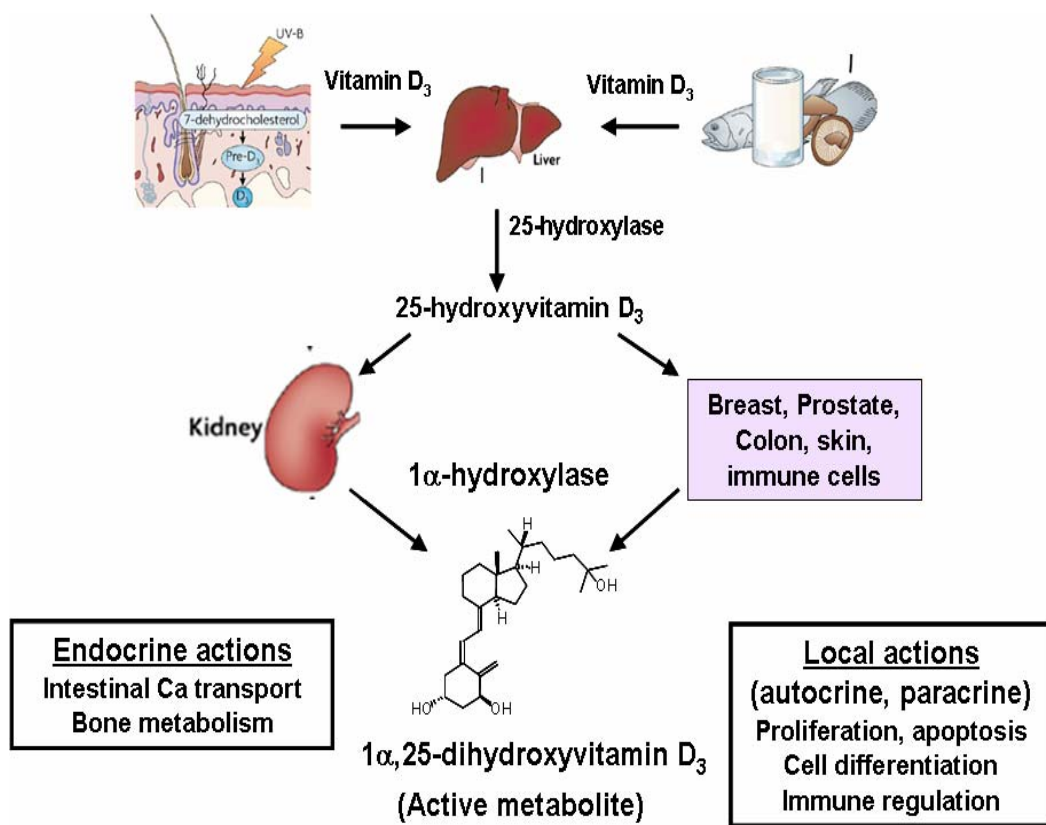 UV-B
Vitamin D₃
Vitamin D₃
7-dehydrocholesterol
Pre-D₃
D₃
Liver
25-hydroxylase
25-hydroxyvitamin D₃
Kidney
Breast, Prostate,
Colon, skin,
immune cells
1α-hydroxylase
H
H
OH
H
HO
OH
Endocrine actions
Intestinal Ca transport
Bone metabolism
Local actions
(autocrine, paracrine)
Proliferation, apoptosis
Cell differentiation
Immune regulation
1α,25-dihydroxyvitamin D₃
(Active metabolite)